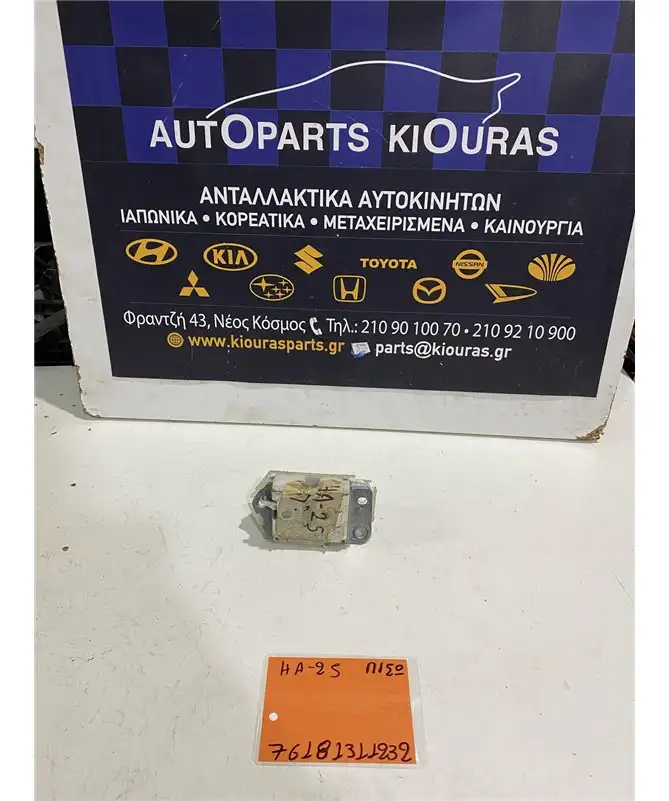 AUTOPARTS KIOURAS
ΑΝΤΑΛΛΑΚΤΙΚΑ ΑΥΤΟΚΙΝΗΤΩΝ
ΙΑΠΩΝΙΚΑ • ΚΟΡΕΑΤΙΚΑ • ΜΕΤΑΧΕΙΡΙΣΜΕΝΑ • ΚΑΙΝΟΥΡΓΙΑ
KIA TOYOTA NISSAN
Φραντζή 43, Νέος Κόσμος Τηλ.: 210 90 100 70 • 210 92 10 900
www.kiourasparts.gr parts@kiouras.gr
HA-25
HA-25 ΠΙΣΩ